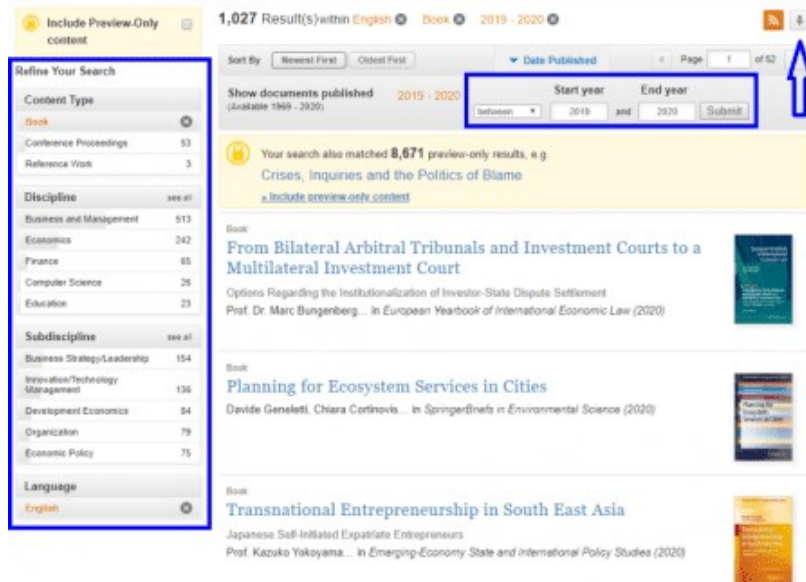 Include Preview-Only
content
1,027 Result(s) within English Book 2019 - 2020
Refine Your Search
Content Type
Book
Conference Proceedings 53
Reference Work 3
Discipline see all
Business and Management 513
Economics 242
Finance 65
Computer Science 26
Education 23
Subdiscipline see all
Business Strategy/Leadership 154
Innovation/Technology
Management 136
Development Economics 84
Organization 79
Economic Policy 75
Language
English
Sort By Newest First Oldest First Date Published Page 1 of 52
Show documents published 2019 - 2020
(Available 1969 - 2020)
Start year End year
between 2019 and 2020 Submit
Your search also matched 8,671 preview-only results, e.g.
Crises, Inquiries and the Politics of Blame
» Include preview-only content
Book
From Bilateral Arbitral Tribunals and Investment Courts to a
Multilateral Investment Court
Options Regarding the Institutionalization of Investor-State Dispute Settlement
Prof. Dr. Marc Bungenberg... in European Yearbook of International Economic Law (2020)
Book
Planning for Ecosystem Services in Cities
Davide Geneletti, Chiara Cortinovis... in SpringerBriefs in Environmental Science (2020)
Book
Transnational Entrepreneurship in South East Asia
Japanese Self-Initiated Expatriate Entrepreneurs
Prof. Kazuko Yokoyama... in Emerging-Economy State and International Policy Studies (2020)